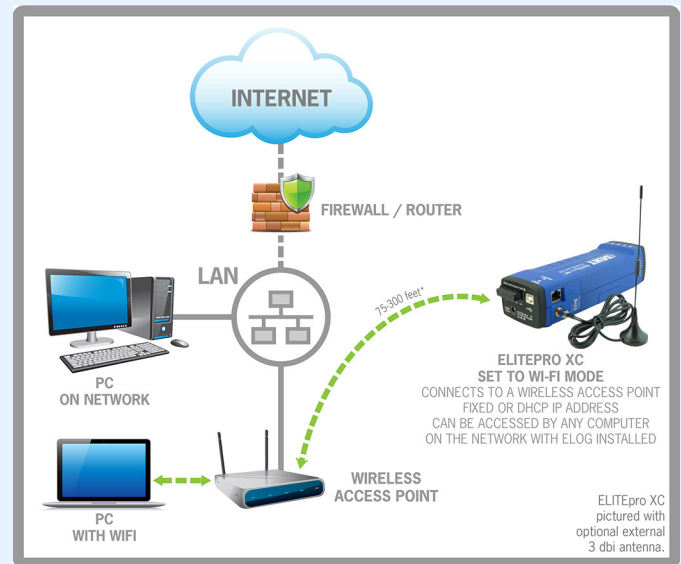 INTERNET
FIREWALL / ROUTER
LAN
75-300 feet*
PC
ON NETWORK
ELITEPRO XC
SET TO WI-FI MODE
CONNECTS TO A WIRELESS ACCESS POINT
FIXED OR DHCP IP ADDRESS
CAN BE ACCESSED BY ANY COMPUTER
ON THE NETWORK WITH ELOG INSTALLED
WIRELESS
ACCESS POINT
PC
WITH WIFI
ELITEpro XC
pictured with
optional external
3 dbi antenna.